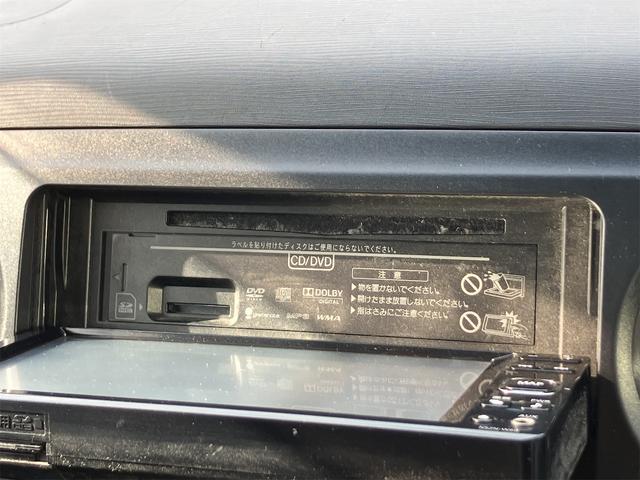 ラベルを貼り付けたディスクはご使用にならないでください。
CD/DVD
注 意
▶物を置かないでください。
▶開けたまま放置しないでください。
▶指はさみにご注意ください。
DVD
DOLBY
DIGITAL
WMA
SD
MAP